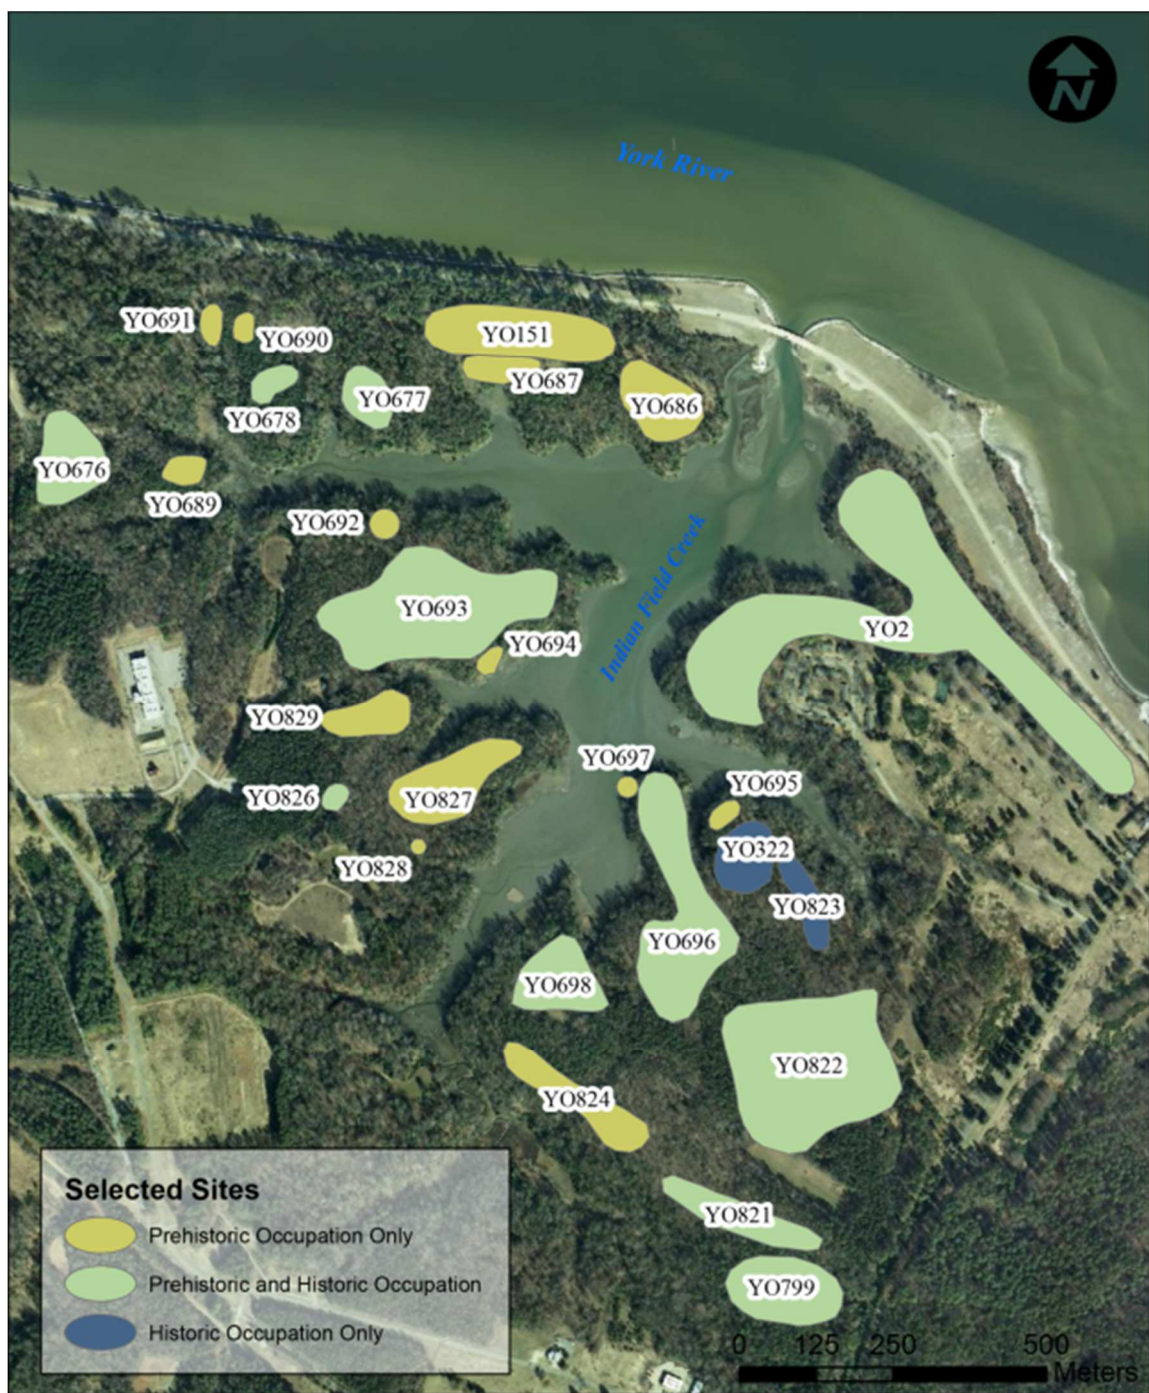 N
York River
YO691
YO690
YO151
YO687
YO678
YO677
YO686
YO676
YO689
YO692
Indian Field Creek
YO693
YO2
YO694
YO829
YO697
YO826
YO827
YO695
YO828
YO322
YO823
YO696
YO698
YO822
YO824
Selected Sites
Prehistoric Occupation Only
Prehistoric and Historic Occupation
Historic Occupation Only
YO821
YO799
0 125 250 500
Meters